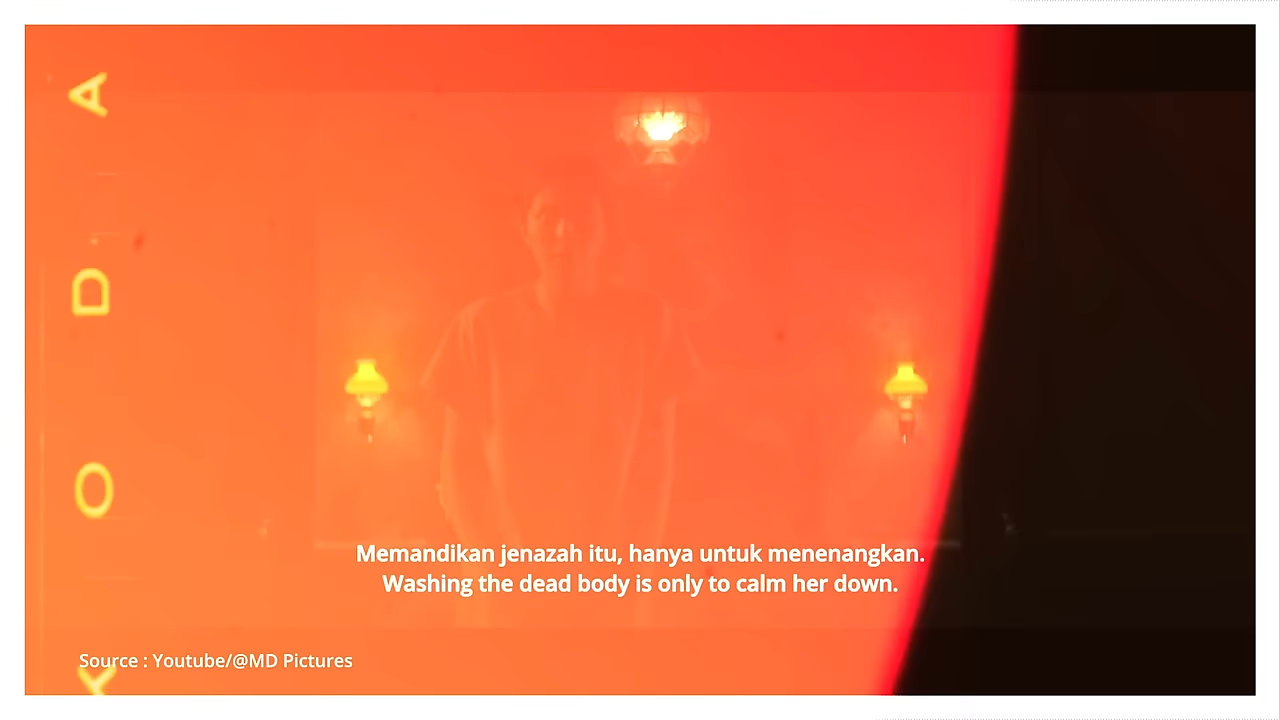 KODA
Memandikan jenazah itu, hanya untuk menenangkan.
Washing the dead body is only to calm her down.
Source : Youtube/@MD Pictures